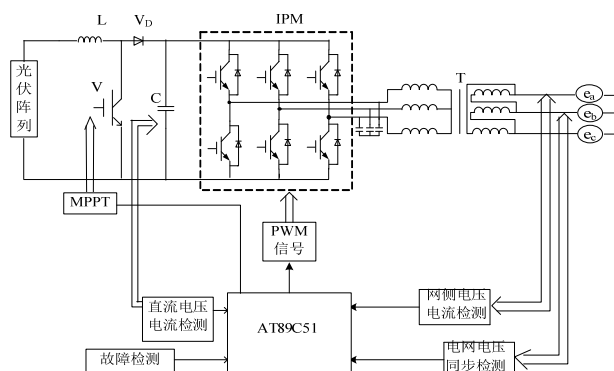 IPM
L
V_D
V
C
T
光伏阵列
e_a
e_b
e_c
MPPT
PWM
信号
直流电压
电流检测
AT89C51
网侧电压
电流检测
故障检测
电网电压
同步检测